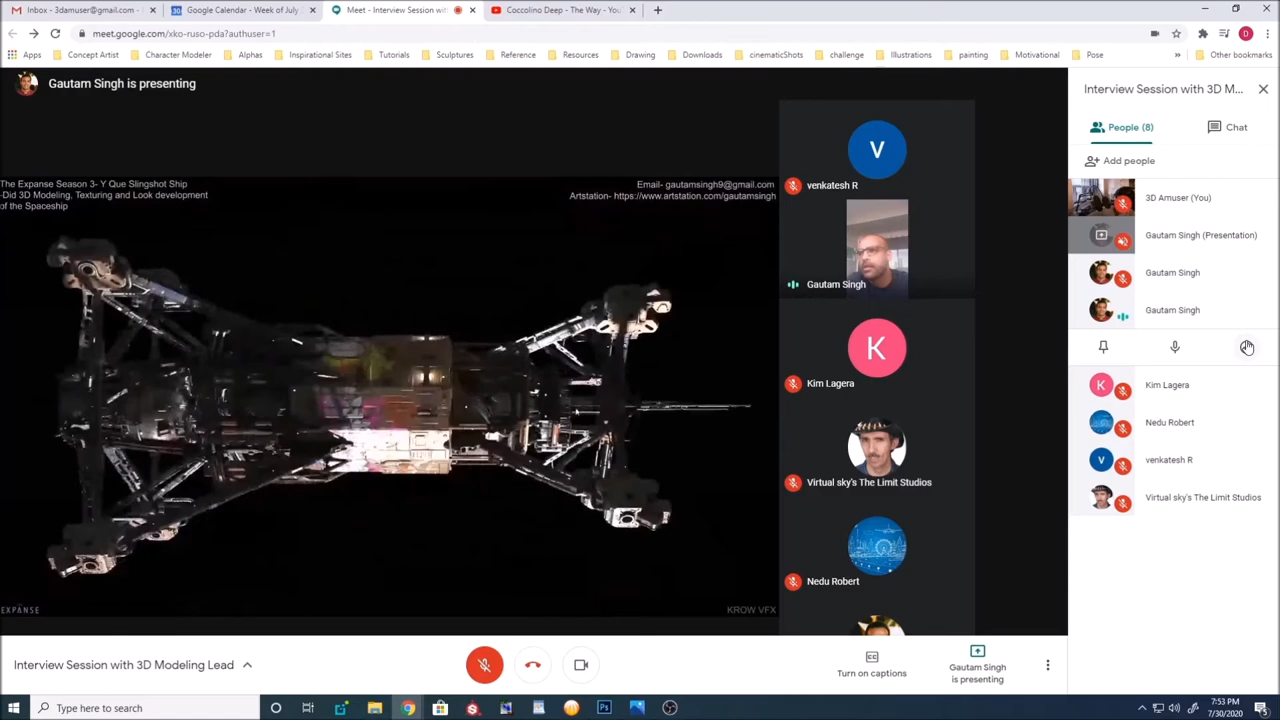 Inbox - 3damuser@gmail.com -
Google Calendar - Week of July
Meet - Interview Session with
Coccolino Deep - The Way - You
meet.google.com/xko-ruso-pda?authuser=1
Apps
Concept Artist
Character Modeler
Alphas
Inspirational Sites
Tutorials
Sculptures
Reference
Resources
Drawing
Downloads
cinematicShots
challenge
Illustrations
painting
Motivational
Pose
»
Other bookmarks
Gautam Singh is presenting
The Expanse Season 3- Y Que Slingshot Ship
-Did 3D Modeling, Texturing and Look development
of the Spaceship
Email- gautamsingh9@gmail.com
Artstation- https://www.artstation.com/gautamsingh
EXPANSE
KROW VFX
V
venkatesh R
Gautam Singh
K
Kim Lagera
Virtual sky's The Limit Studios
Nedu Robert
Interview Session with 3D M...
People (8)
Chat
Add people
3D Amuser (You)
Gautam Singh (Presentation)
Gautam Singh
Gautam Singh
K
Kim Lagera
Nedu Robert
V
venkatesh R
Virtual sky's The Limit Studios
Interview Session with 3D Modeling Lead
CC
Turn on captions
Gautam Singh
is presenting
Type here to search
7:53 PM
7/30/2020